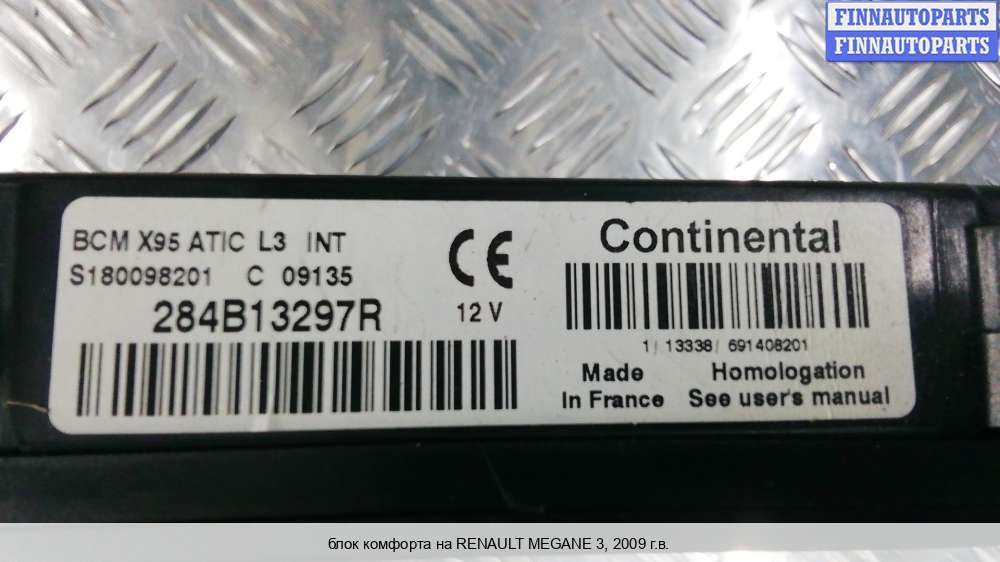 FINNAUTOPARTS
FINNAUTOPARTS
BCM X95 ATIC L3 INT
S180098201 C 09135
284B13297R
12 V
CE
Continental
1/ 13338/ 691408201
Made
In France
Homologation
See user's manual
блок комфорта на RENAULT MEGANE 3, 2009 г.в.